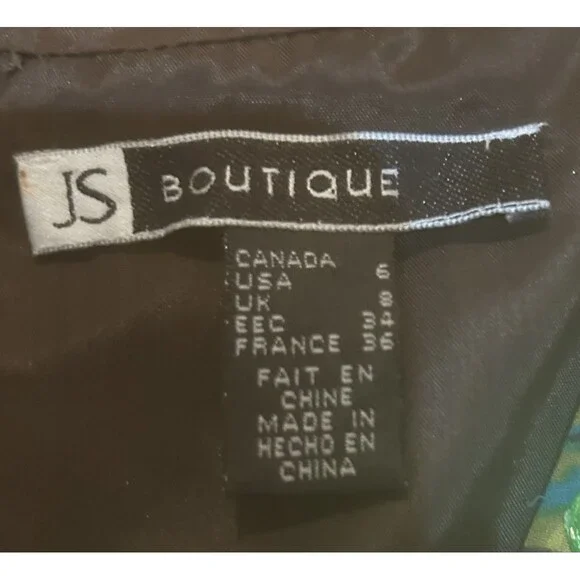 JS BOUTIQUE
CANADA
USA 6
UK 8
EEC 34
FRANCE 36
FAIT EN
CHINE
MADE IN
HECHO EN
CHINA